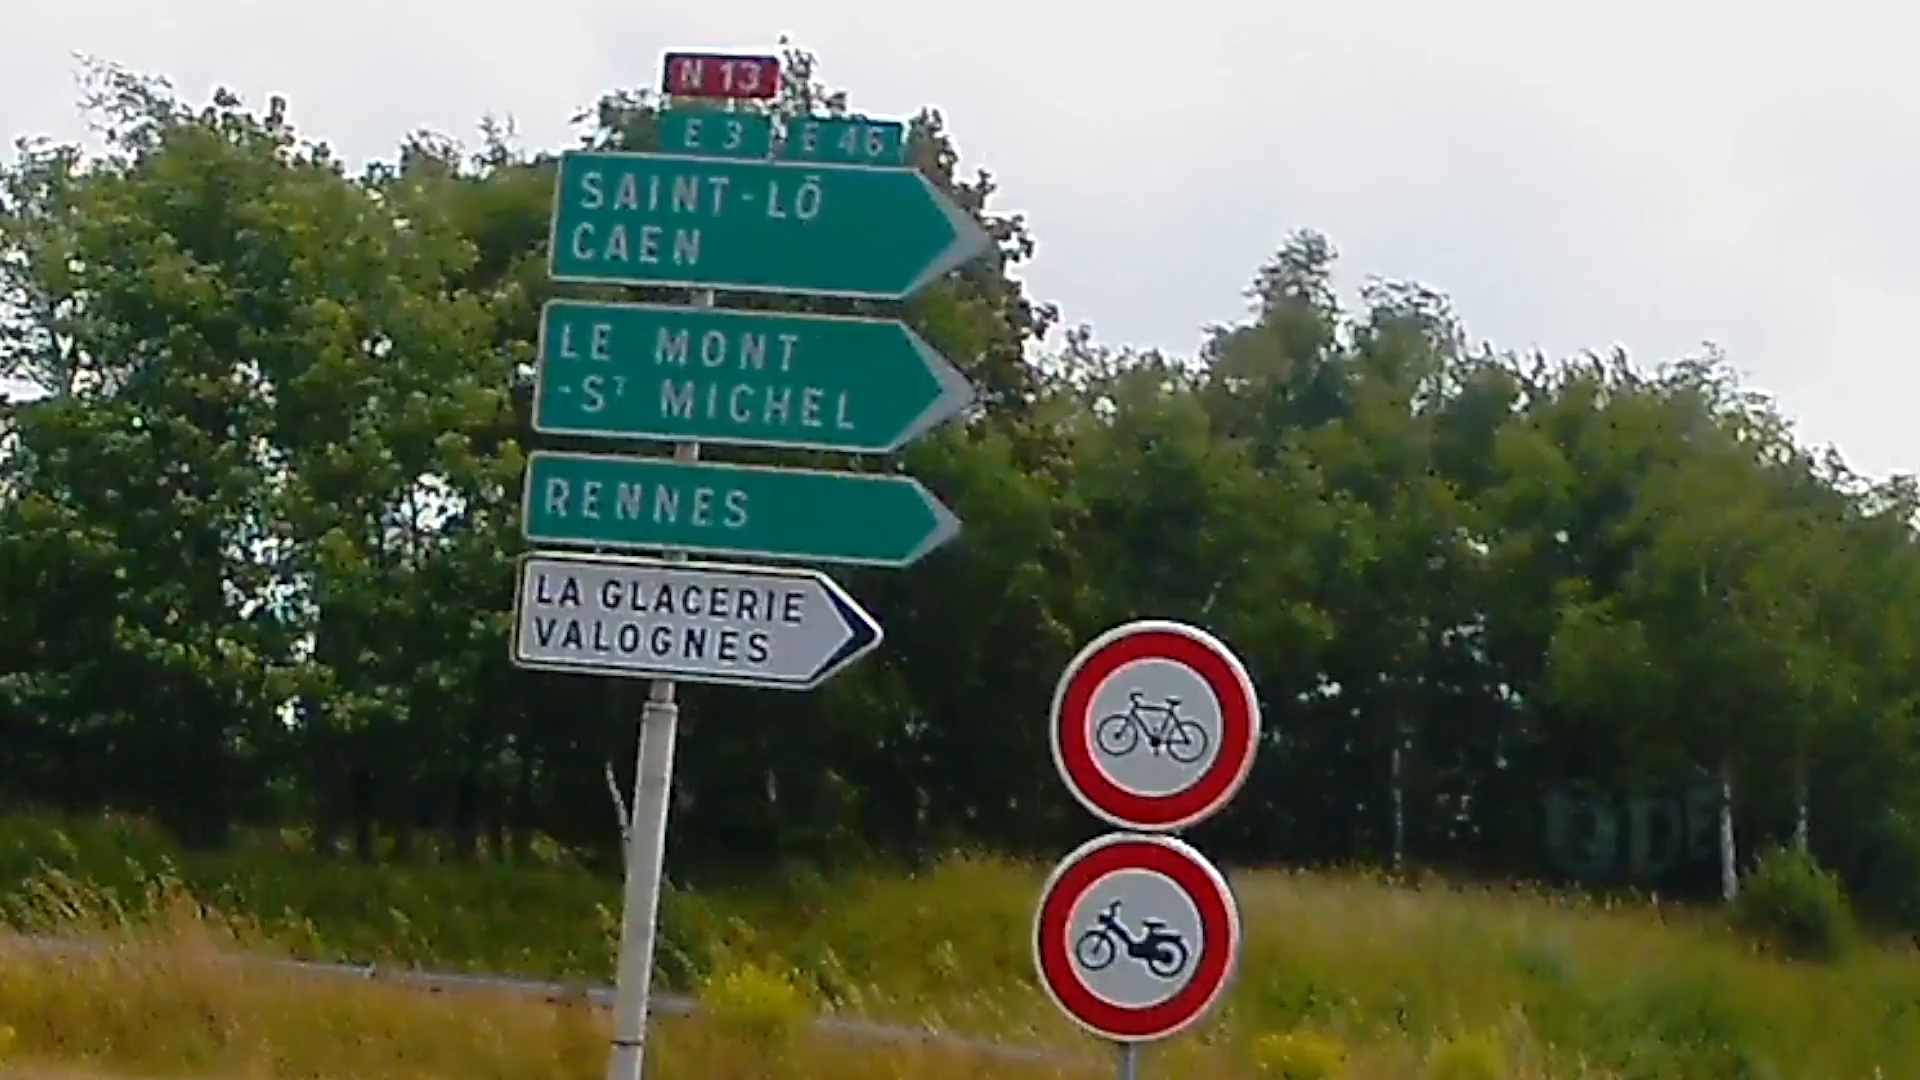 N 13
E 3 E 46
SAINT-LÔ
CAEN
LE MONT
-ST MICHEL
RENNES
LA GLACERIE
VALOGNES